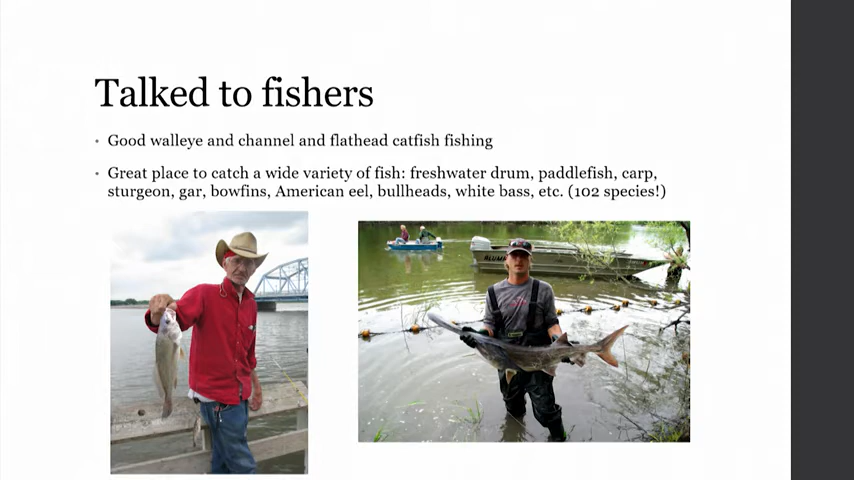 Talked to fishers
• Good walleye and channel and flathead catfish fishing
• Great place to catch a wide variety of fish: freshwater drum, paddlefish, carp,
sturgeon, gar, bowfins, American eel, bullheads, white bass, etc. (102 species!)